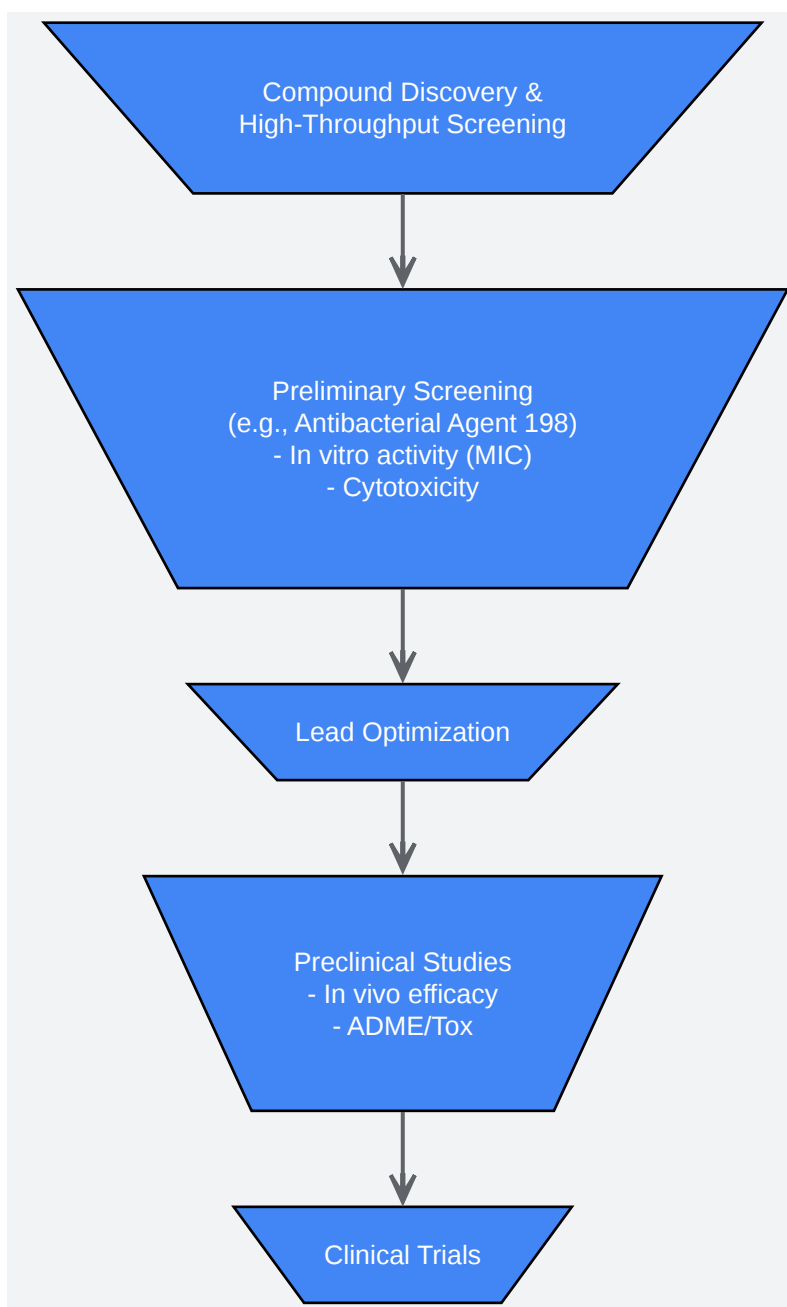 Compound Discovery &
High-Throughput Screening
Preliminary Screening
(e.g., Antibacterial Agent 198)
- In vitro activity (MIC)
- Cytotoxicity
Lead Optimization
Preclinical Studies
- In vivo efficacy
- ADME/Tox
Clinical Trials